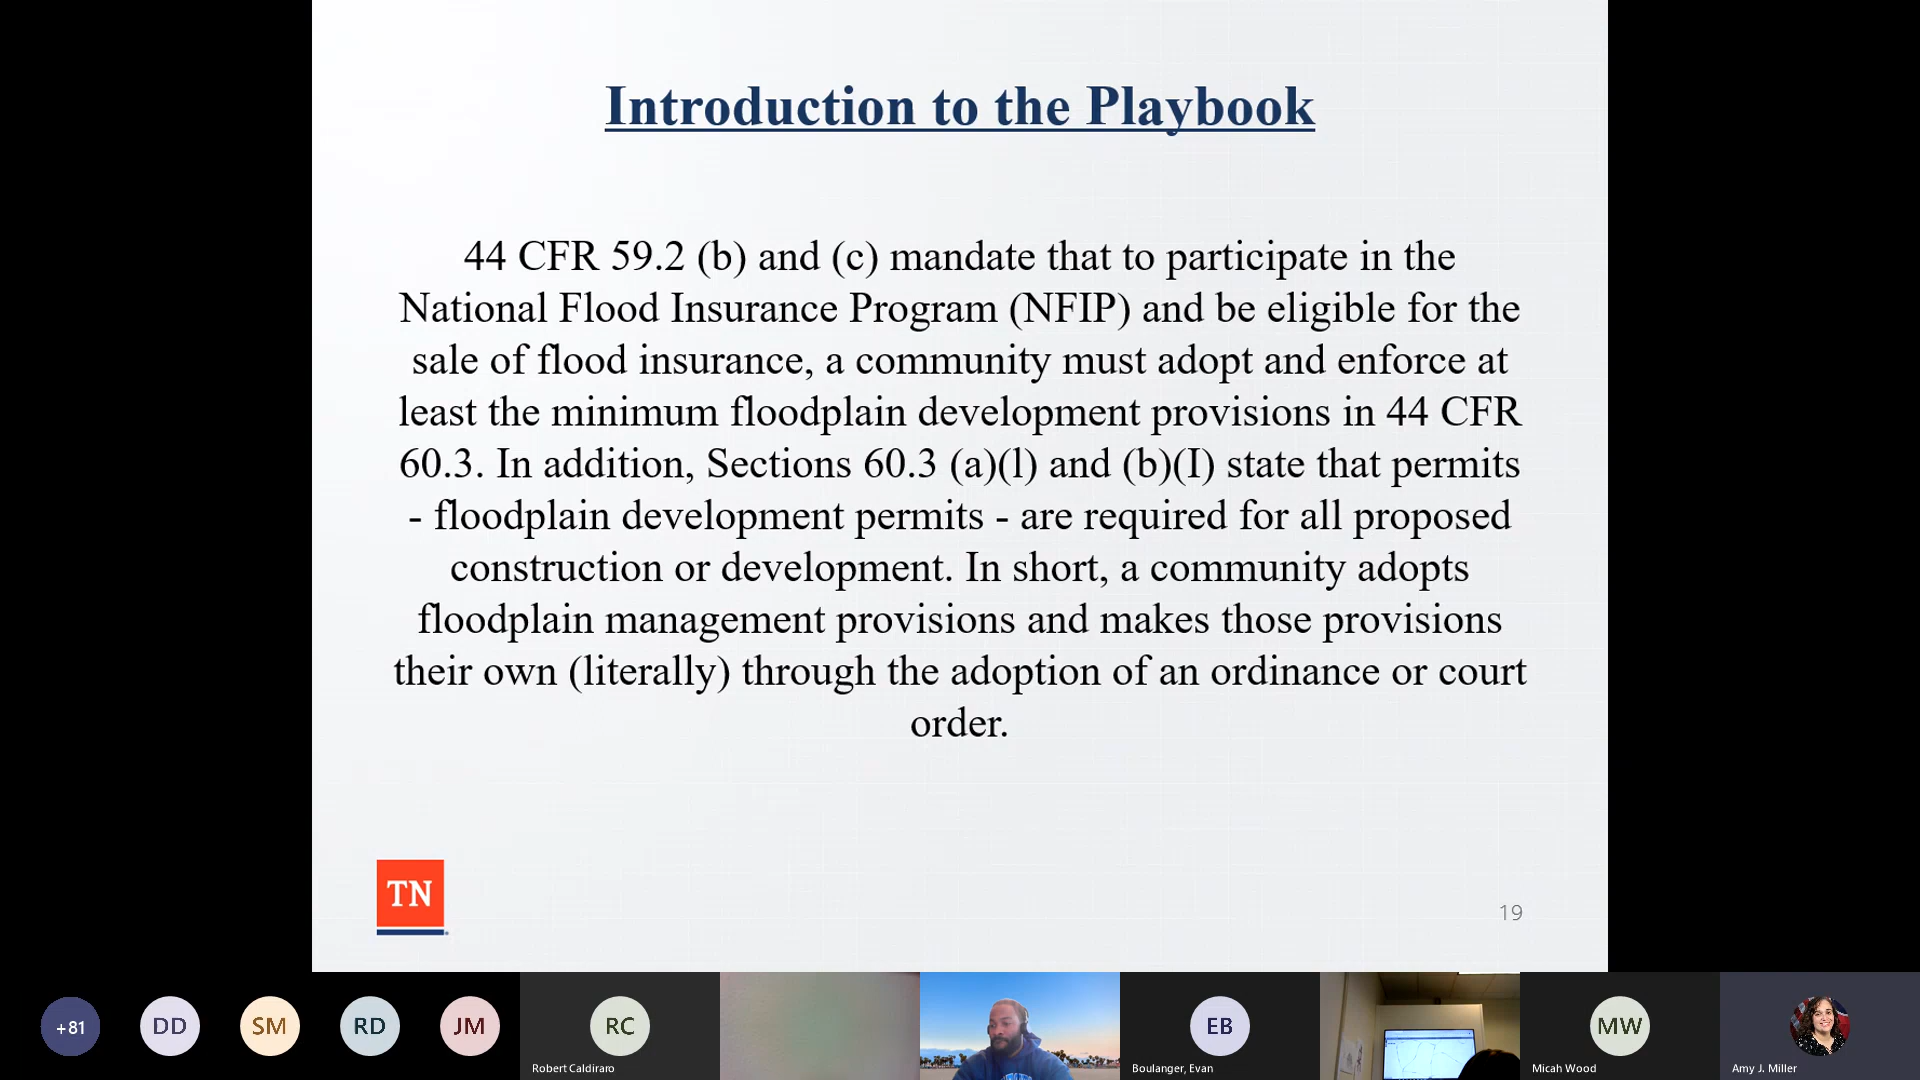 Introduction to the Playbook
44 CFR 59.2 (b) and (c) mandate that to participate in the
National Flood Insurance Program (NFIP) and be eligible for the
sale of flood insurance, a community must adopt and enforce at
least the minimum floodplain development provisions in 44 CFR
60.3. In addition, Sections 60.3 (a)(l) and (b)(I) state that permits
- floodplain development permits - are required for all proposed
construction or development. In short, a community adopts
floodplain management provisions and makes those provisions
their own (literally) through the adoption of an ordinance or court
order.
TN
19
+81
DD
SM
RD
JM
RC
Robert Caldiraro
EB
Boulanger, Evan
MW
Micah Wood
Amy J. Miller